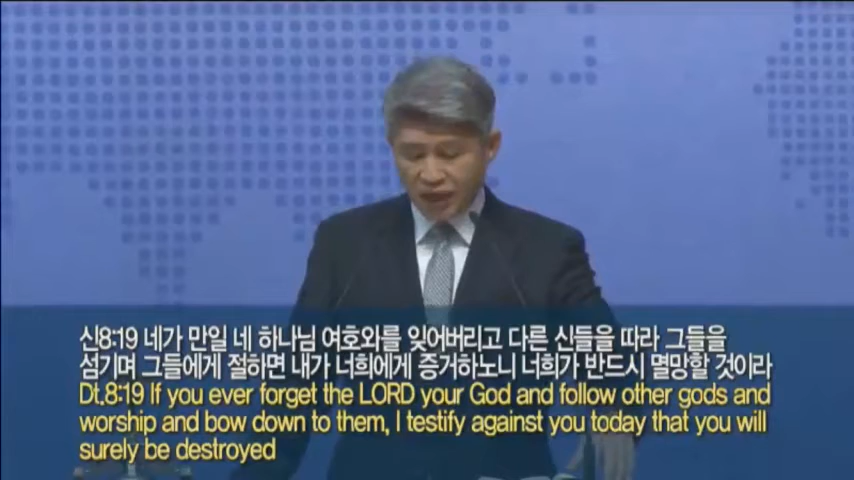 신8:19 네가 만일 네 하나님 여호와를 잊어버리고 다른 신들을 따라 그들을
섬기며 그들에게 절하면 내가 너희에게 증거하노니 너희가 반드시 멸망할 것이라
Dt.8:19 If you ever forget the LORD your God and follow other gods and
worship and bow down to them, I testify against you today that you will
surely be destroyed